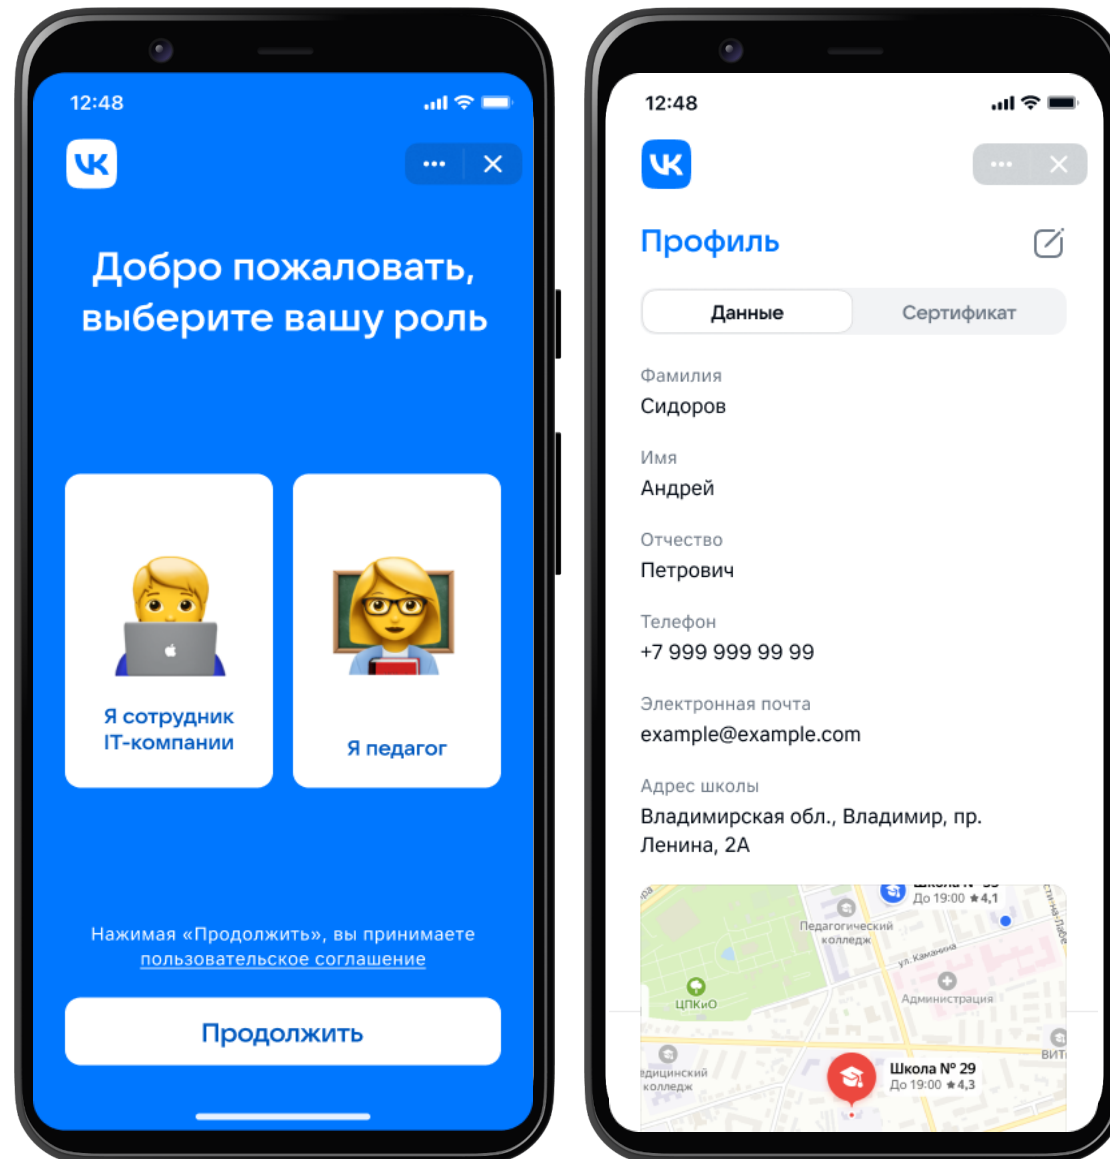 12:48
Добро пожаловать,
выберите вашу роль
Я сотрудник
IT-компании
Я педагог
Нажимая «Продолжить», вы принимаете
пользовательское соглашение
Продолжить
12:48
Профиль
Данные
Сертификат
Фамилия
Сидоров
Имя
Андрей
Отчество
Петрович
Телефон
+7 999 999 99 99
Электронная почта
example@example.com
Адрес школы
Владимирская обл., Владимир, пр.
Ленина, 2А
До 19:00 ★4,1
Педагогический
колледж
ул. Каманина
ЦПКиО
Администрация
Школа № 29
До 19:00 ★4,3
колледж